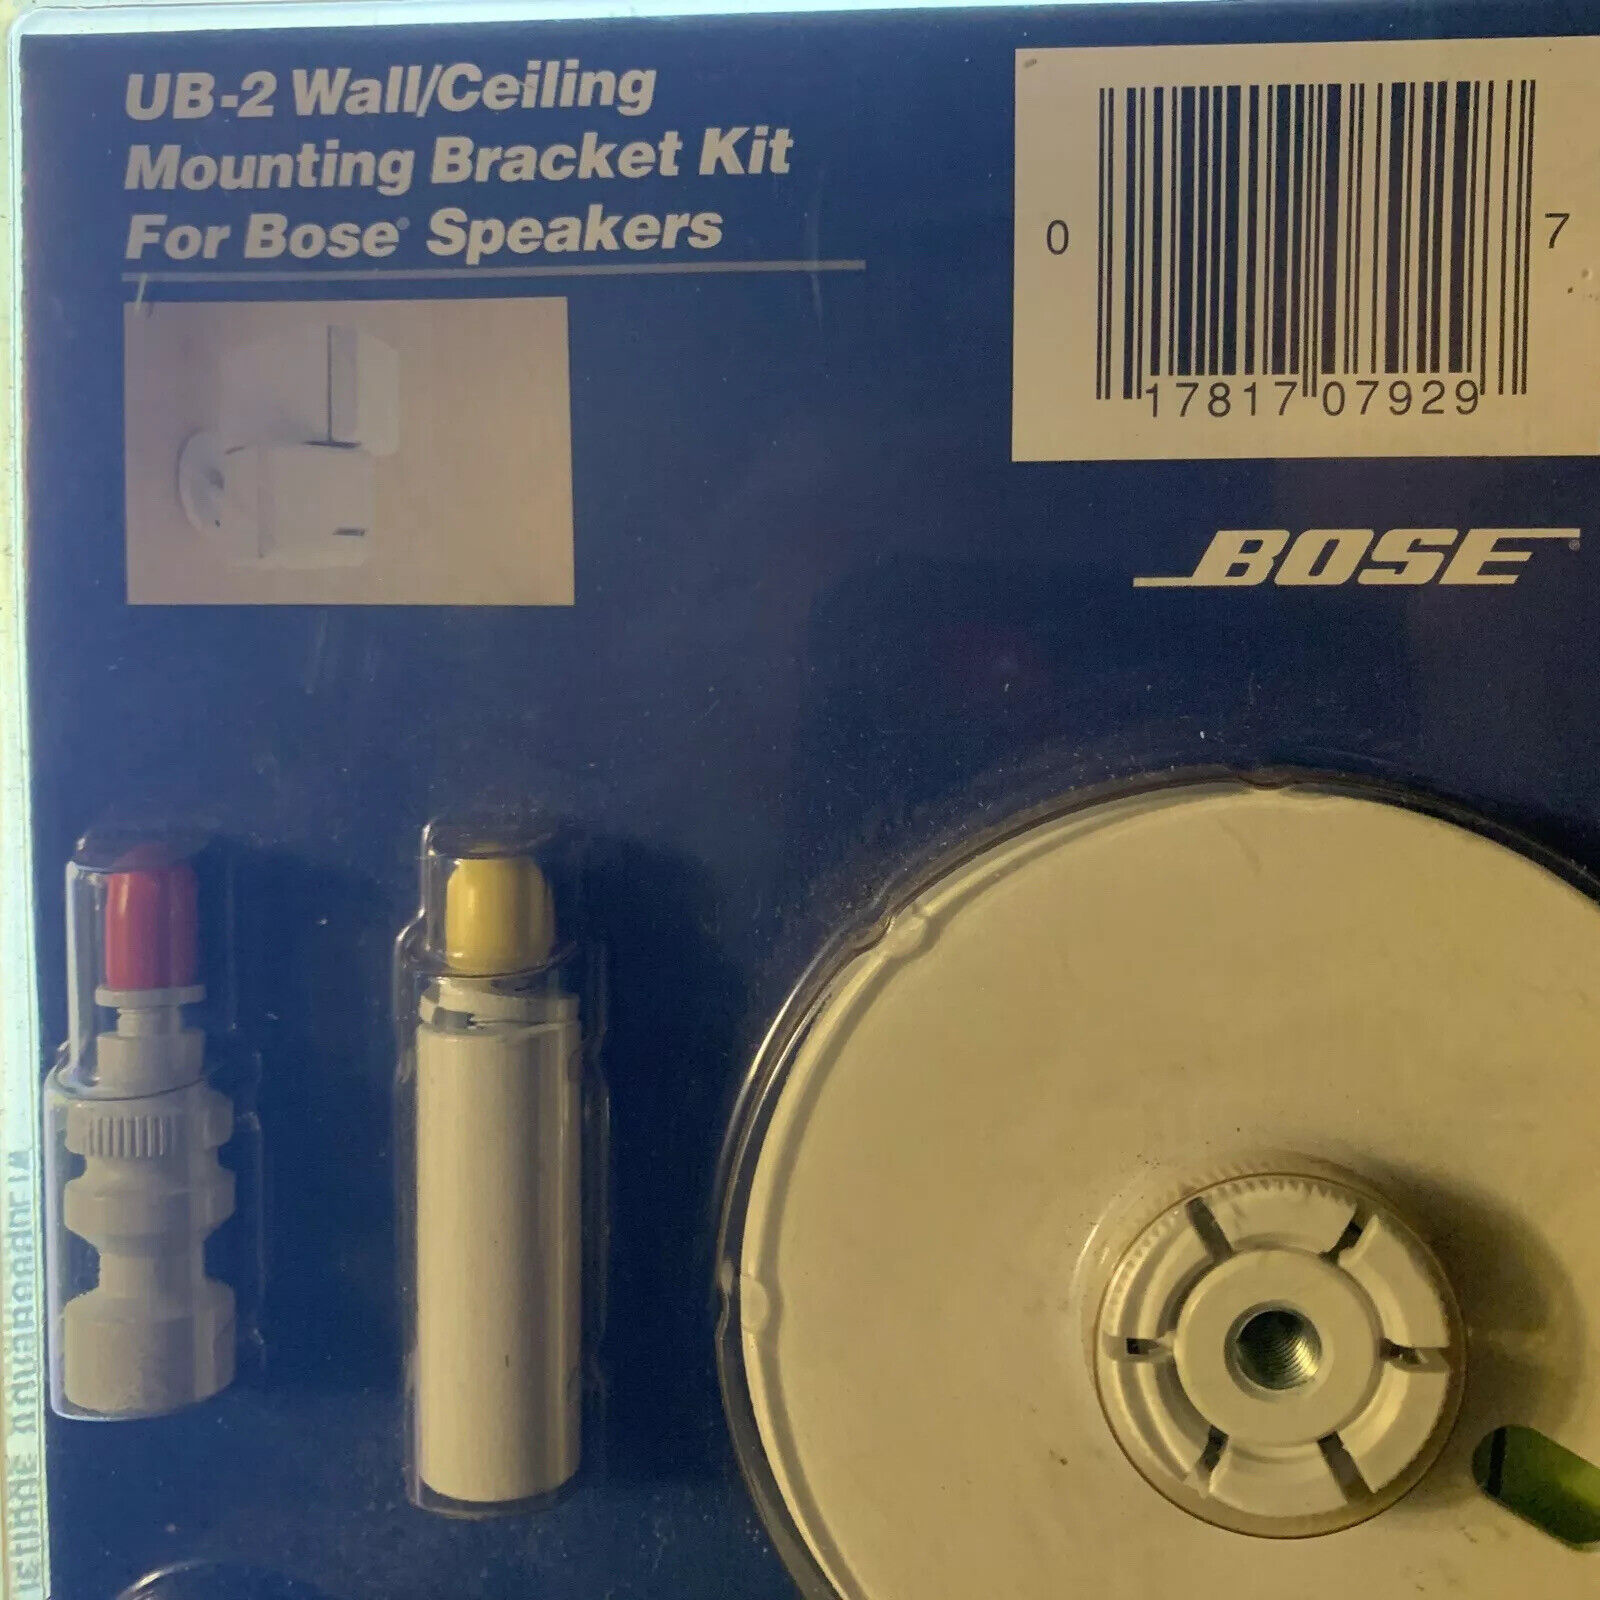 UB-2 Wall/Ceiling
Mounting Bracket Kit
For Bose® Speakers
0 17817 07929 7
BOSE®